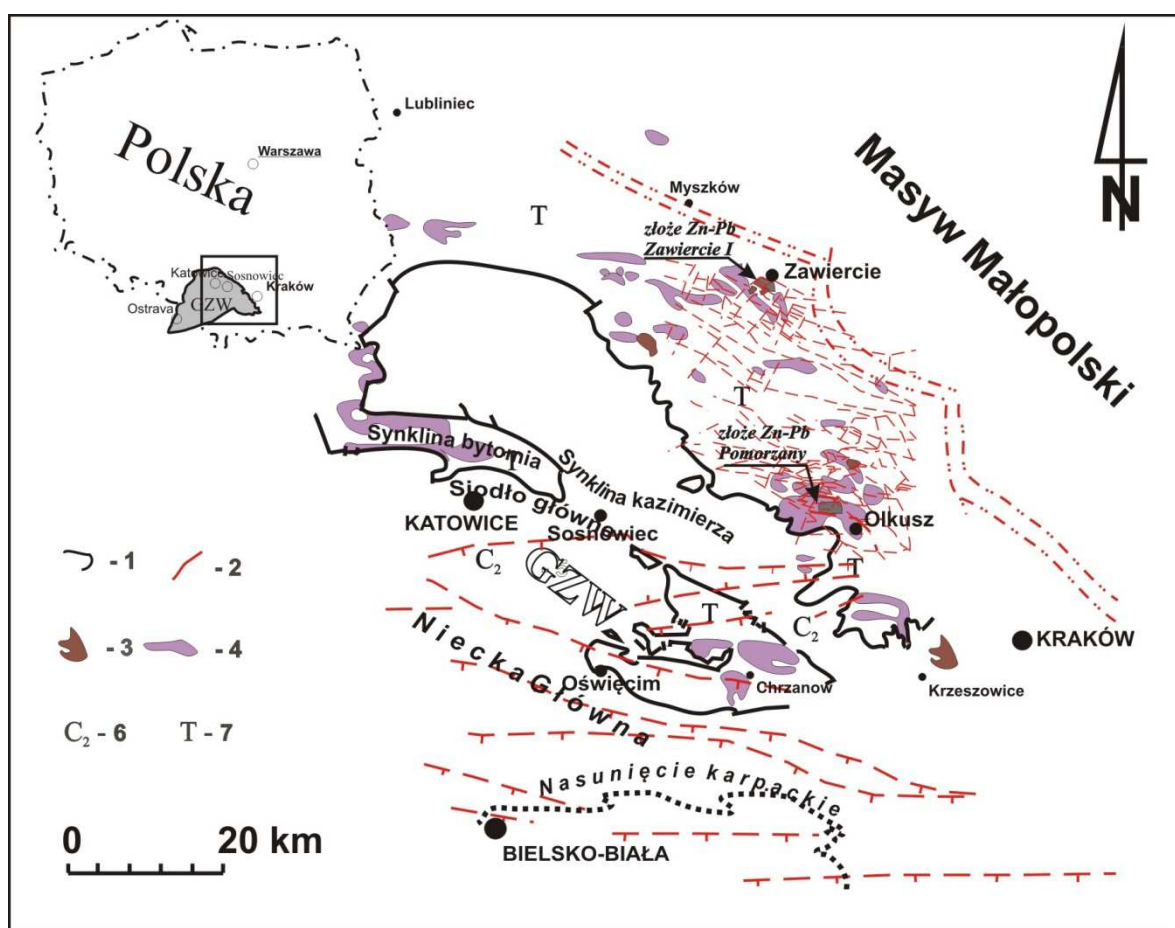 Lubliniec
Polska
Warszawa
Masyw Małopolski
N
Myszków
T
złoże Zn-Pb
Zawiercie I
Zawiercie
Katowice
Sosnowiec
Kraków
GZW
Ostrava
T
Synklina bytomia
T
złoże Zn-Pb
Pomorzany
Synklina kazimierza
Siodło główne
KATOWICE
Sosnowiec
Olkusz
C2
GZW
T
T
C2
KRAKÓW
- 1
- 2
- 3
- 4
Niecka Główna
Oświęcim
Chrzanow
Krzeszowice
C2 - 6
T - 7
Nasunięcie karpackie
0 20 km
BIELSKO-BIAŁA